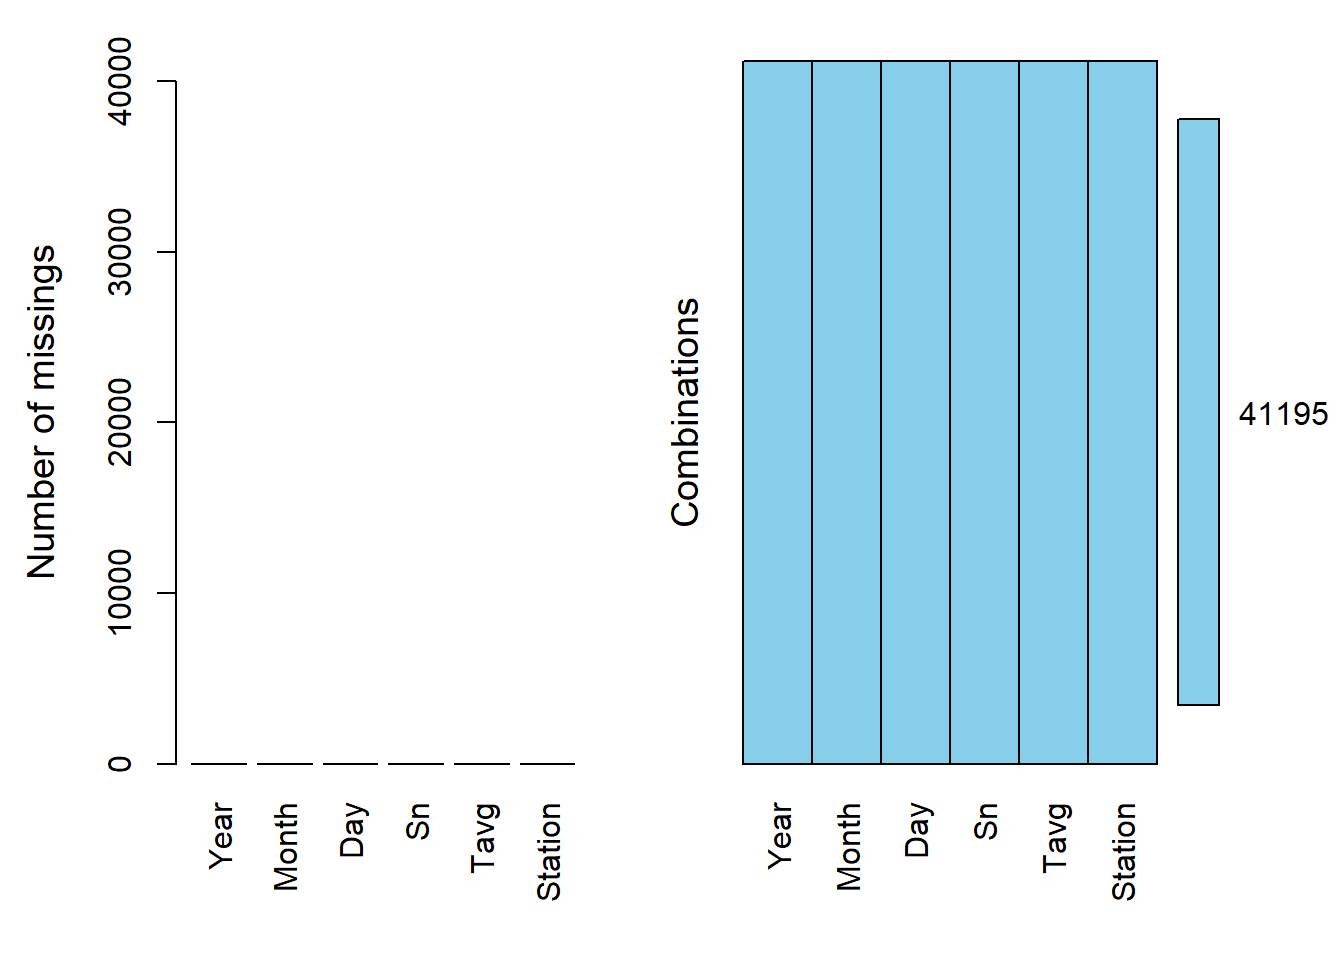 Number of missings
40000
30000
20000
10000
0
Year
Month
Day
Sn
Tavg
Station
Combinations
Year
Month
Day
Sn
Tavg
Station
41195